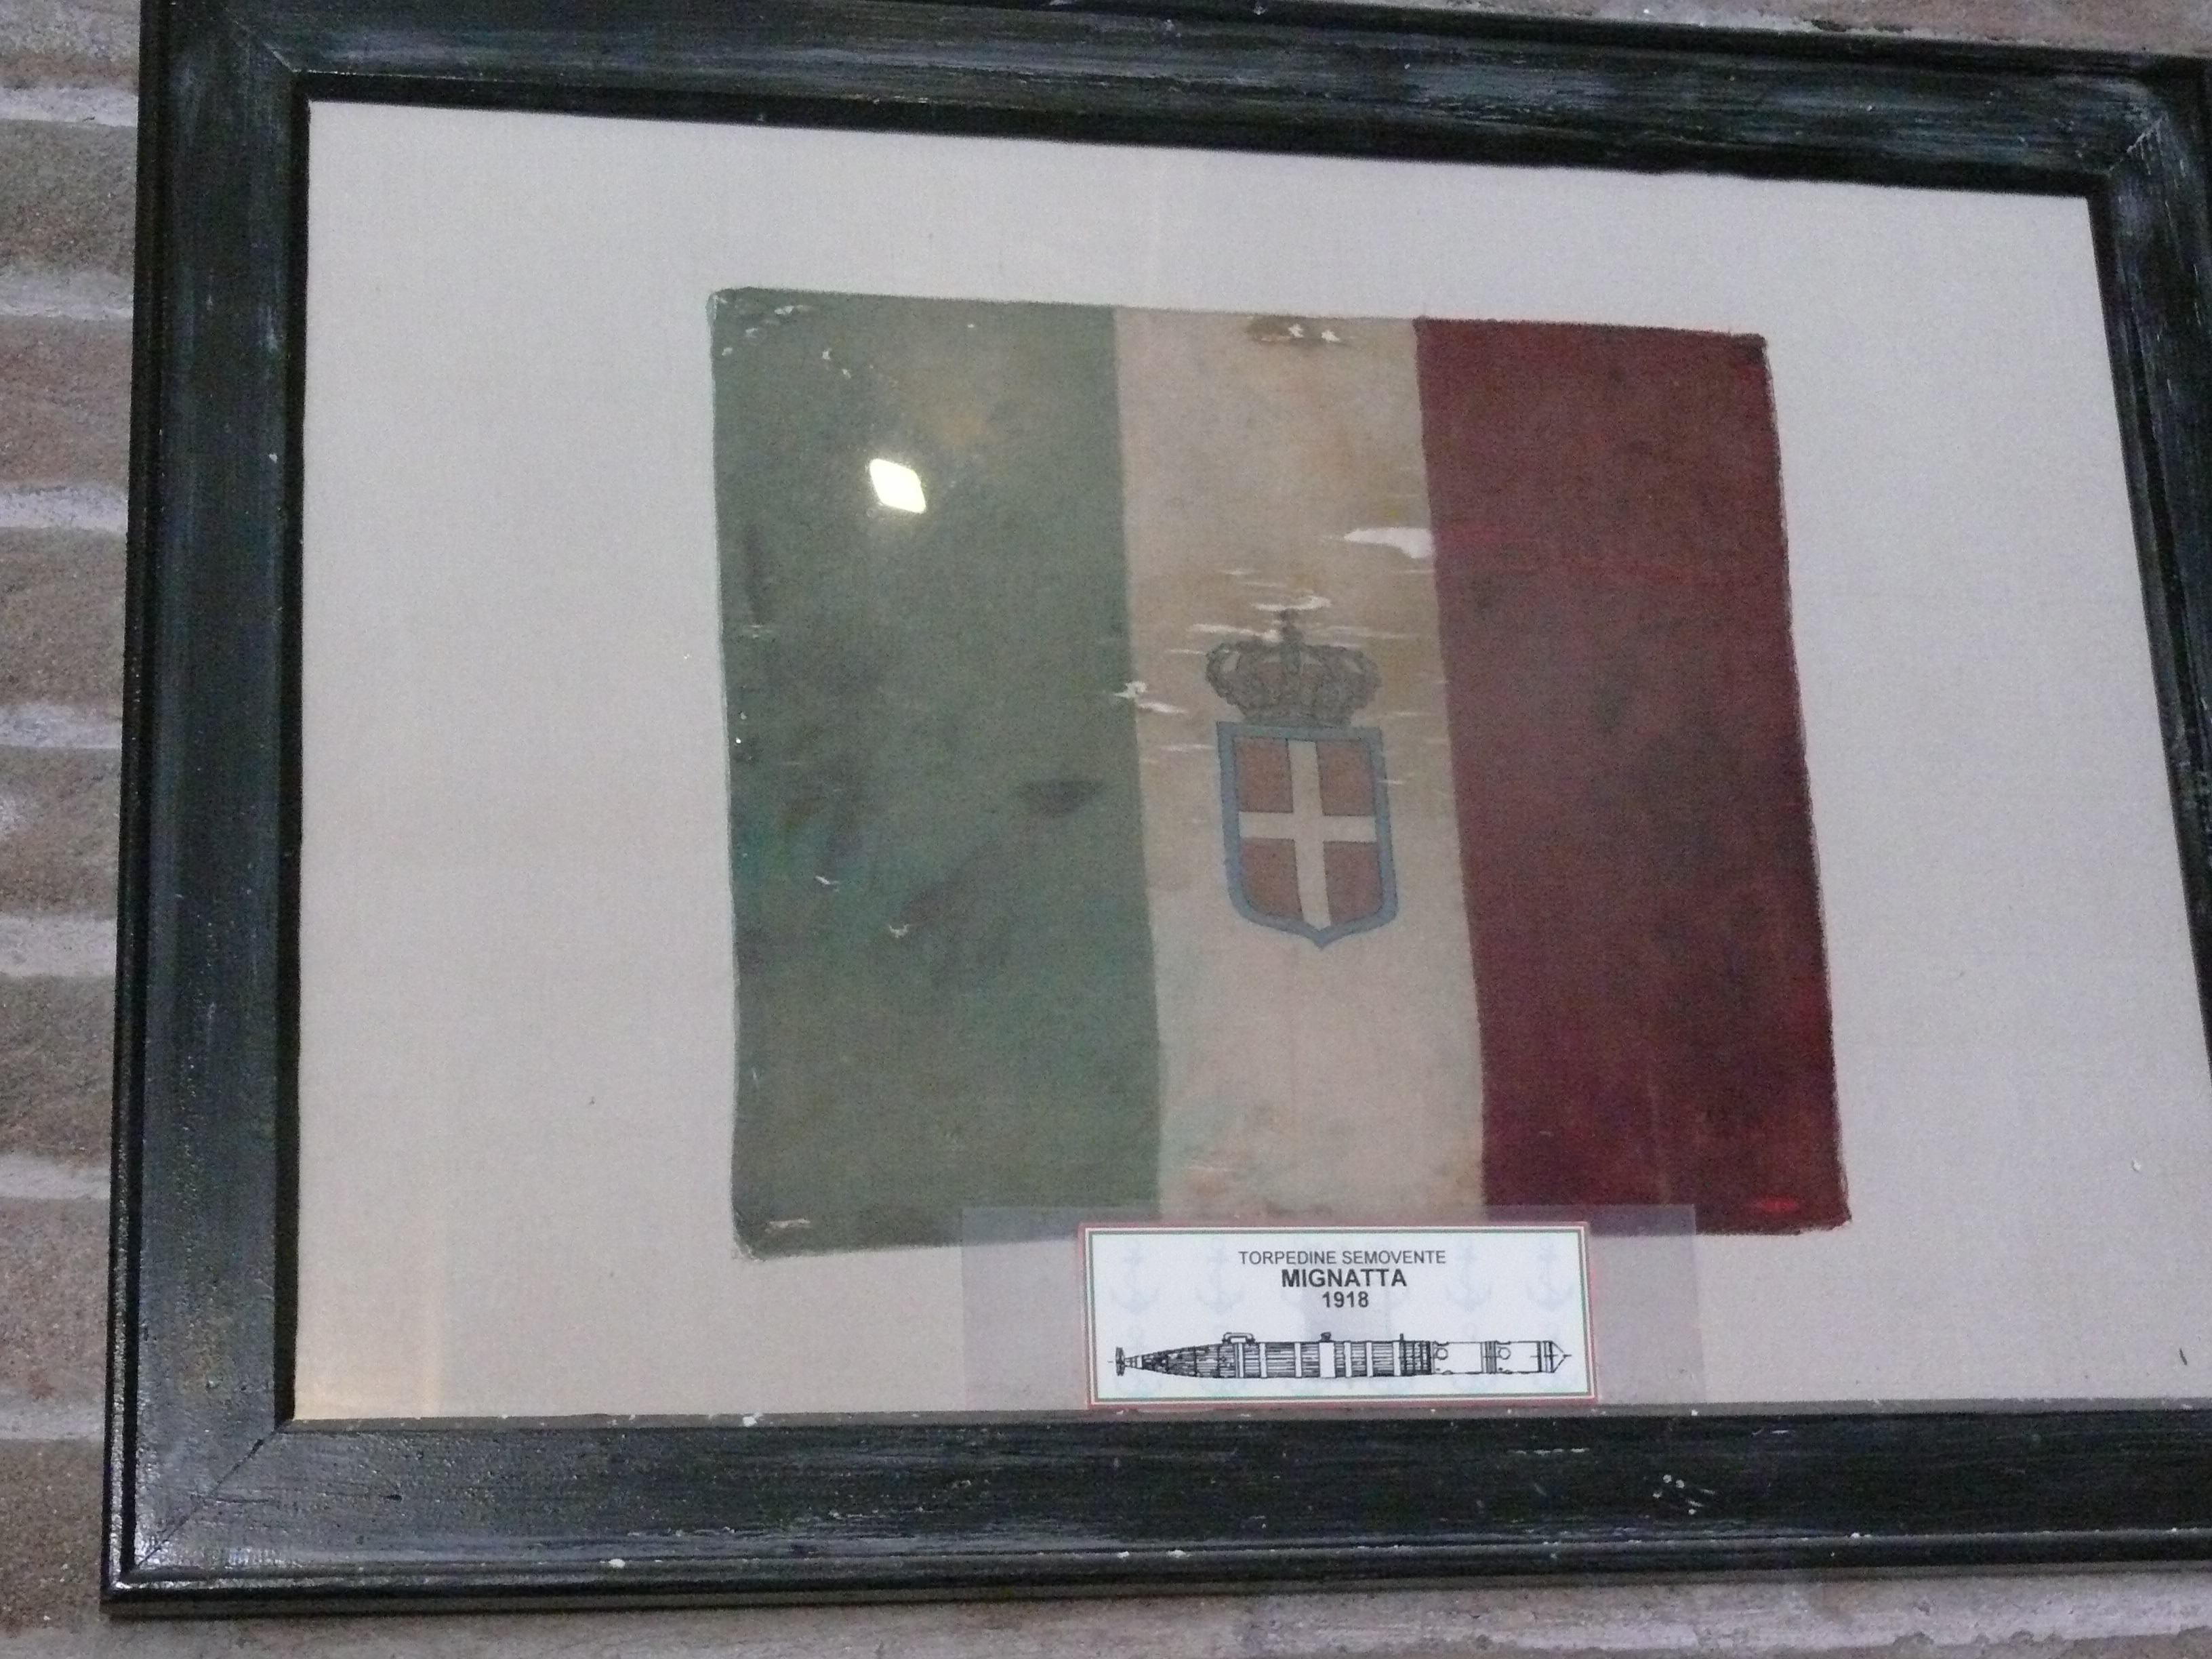 TORPEDINE SEMOVENTE
MIGNATTA
1918